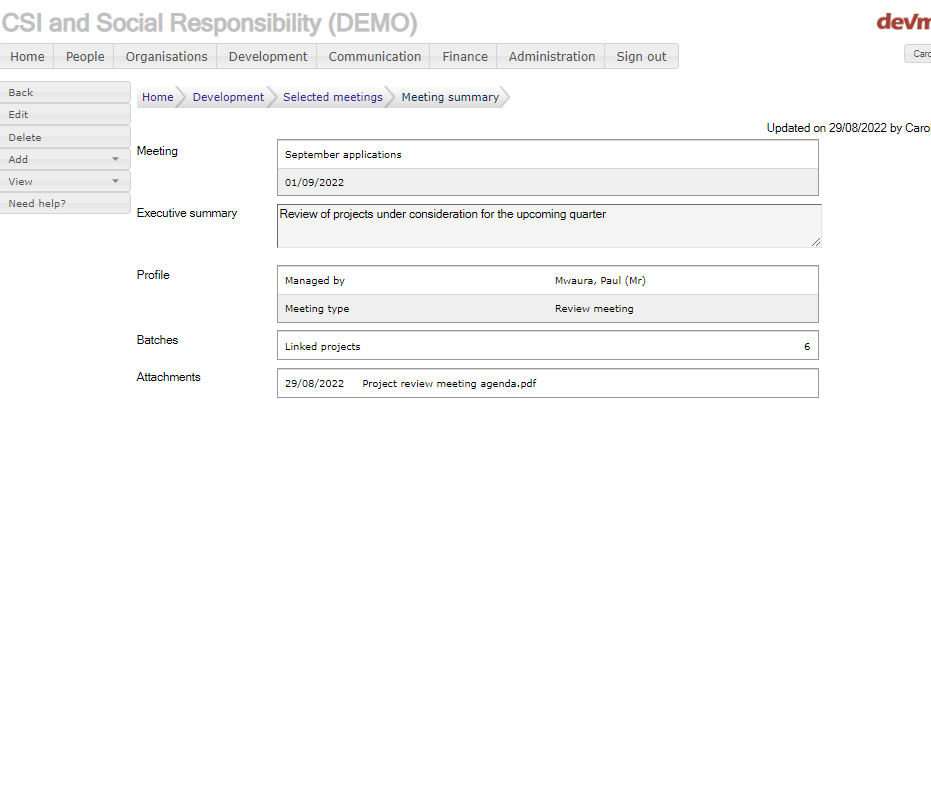 CSI and Social Responsibility (DEMO)
Home People Organisations Development Communication Finance Administration Sign out
Back
Edit
Delete
Add
View
Need help?
Home Development Selected meetings Meeting summary
Updated on 29/08/2022 by Carol
Meeting
September applications
01/09/2022
Executive summary
Review of projects under consideration for the upcoming quarter
Profile
Managed by Mwaura, Paul (Mr)
Meeting type Review meeting
Batches
Linked projects 6
Attachments
29/08/2022 Project review meeting agenda.pdf